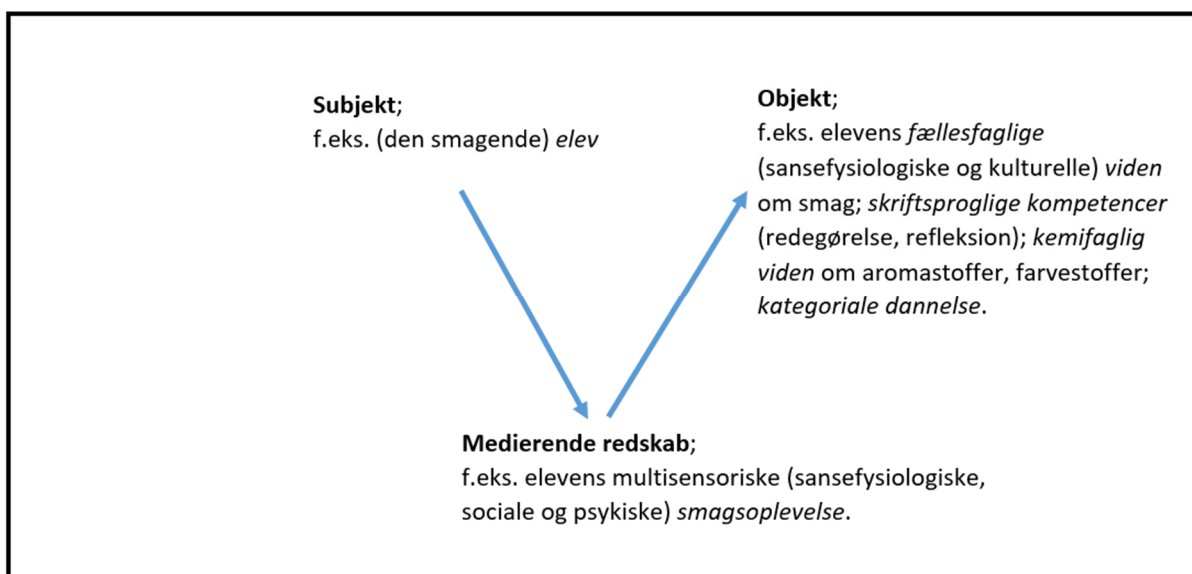 Subjekt;
f.eks. (den smagende) elev
Objekt;
f.eks. elevens fællesfaglige
(sansefysiologiske og kulturelle) viden
om smag; skriftsproglige kompetencer
(redegørelse, refleksion); kemifaglig
viden om aromastoffer, farvestoffer;
kategoriale dannelse.
Medierende redskab;
f.eks. elevens multisensoriske (sansefysiologiske,
sociale og psykiske) smagsoplevelse.